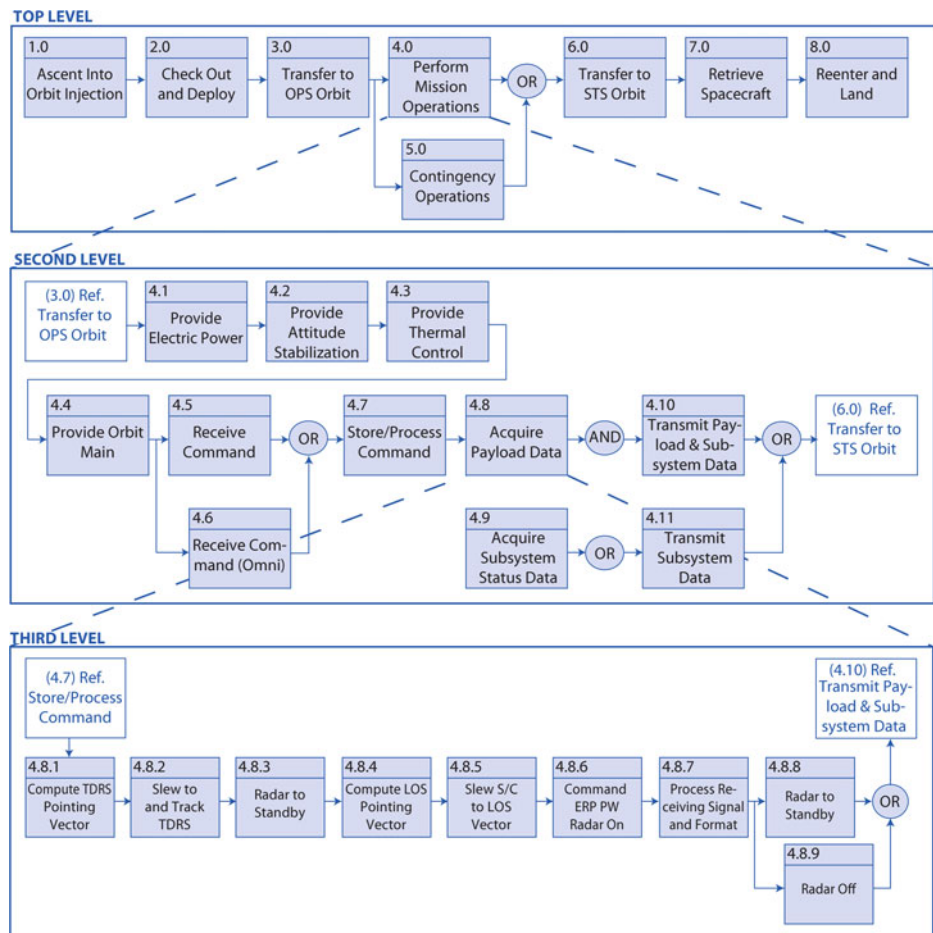 TOP LEVEL
1.0
Ascent Into
Orbit Injection
2.0
Check Out
and Deploy
3.0
Transfer to
OPS Orbit
4.0
Perform
Mission
Operations
OR
6.0
Transfer to
STS Orbit
7.0
Retrieve
Spacecraft
8.0
Reenter and
Land
5.0
Contingency
Operations
SECOND LEVEL
(3.0) Ref.
Transfer to
OPS Orbit
4.1
Provide
Electric Power
4.2
Provide
Attitude
Stabilization
4.3
Provide
Thermal
Control
4.4
Provide Orbit
Main
4.5
Receive
Command
OR
4.7
Store/Process
Command
4.8
Acquire
Payload Data
AND
4.10
Transmit Pay-
load & Sub-
system Data
OR
(6.0) Ref.
Transfer to
STS Orbit
4.6
Receive Com-
mand (Omni)
4.9
Acquire
Subsystem
Status Data
OR
4.11
Transmit
Subsystem
Data
THIRD LEVEL
(4.7) Ref.
Store/Process
Command
(4.10) Ref.
Transmit Pay-
load & Sub-
system Data
4.8.1
Compute TDRS
Pointing
Vector
4.8.2
Slew to
and Track
TDRS
4.8.3
Radar to
Standby
4.8.4
Compute LOS
Pointing
Vector
4.8.5
Slew S/C
to LOS
Vector
4.8.6
Command
ERP PW
Radar On
4.8.7
Process Re-
ceiving Signal
and Format
4.8.8
Radar to
Standby
OR
4.8.9
Radar Off